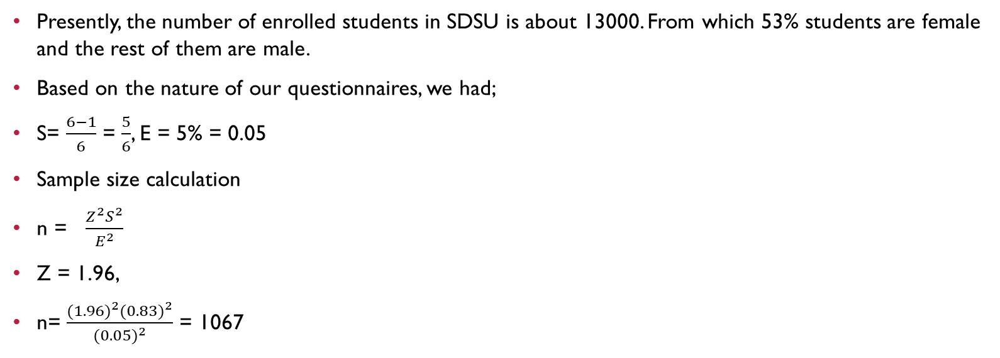 • Presently, the number of enrolled students in SDSU is about 13000. From which 53% students are female
and the rest of them are male.
• Based on the nature of our questionnaires, we had;
• S= \frac{6−1}{6} = \frac{5}{6}, E = 5% = 0.05
• Sample size calculation
• n = \frac{Z²S²}{E²}
• Z = 1.96,
• n= \frac{(1.96)²(0.83)²}{(0.05)²} = 1067